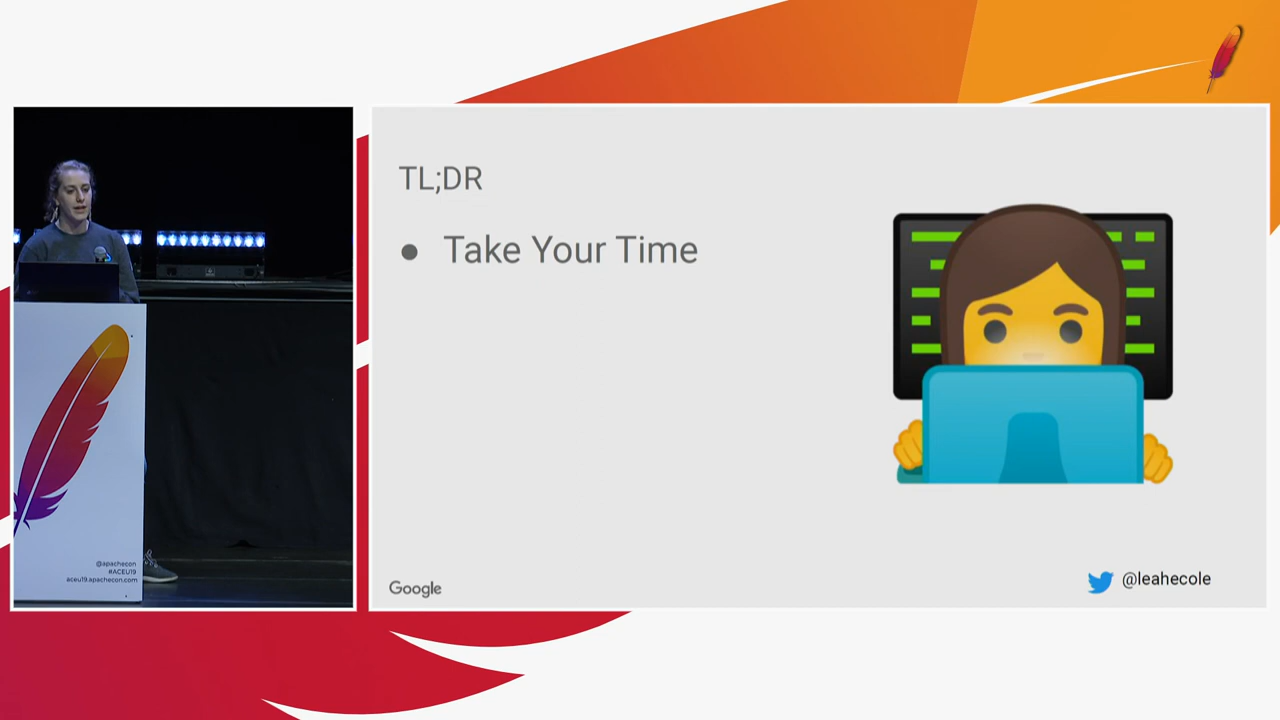 TL;DR
● Take Your Time
Google
@leahecole
@apachecon
#ACEU19
aceu19.apachecon.com